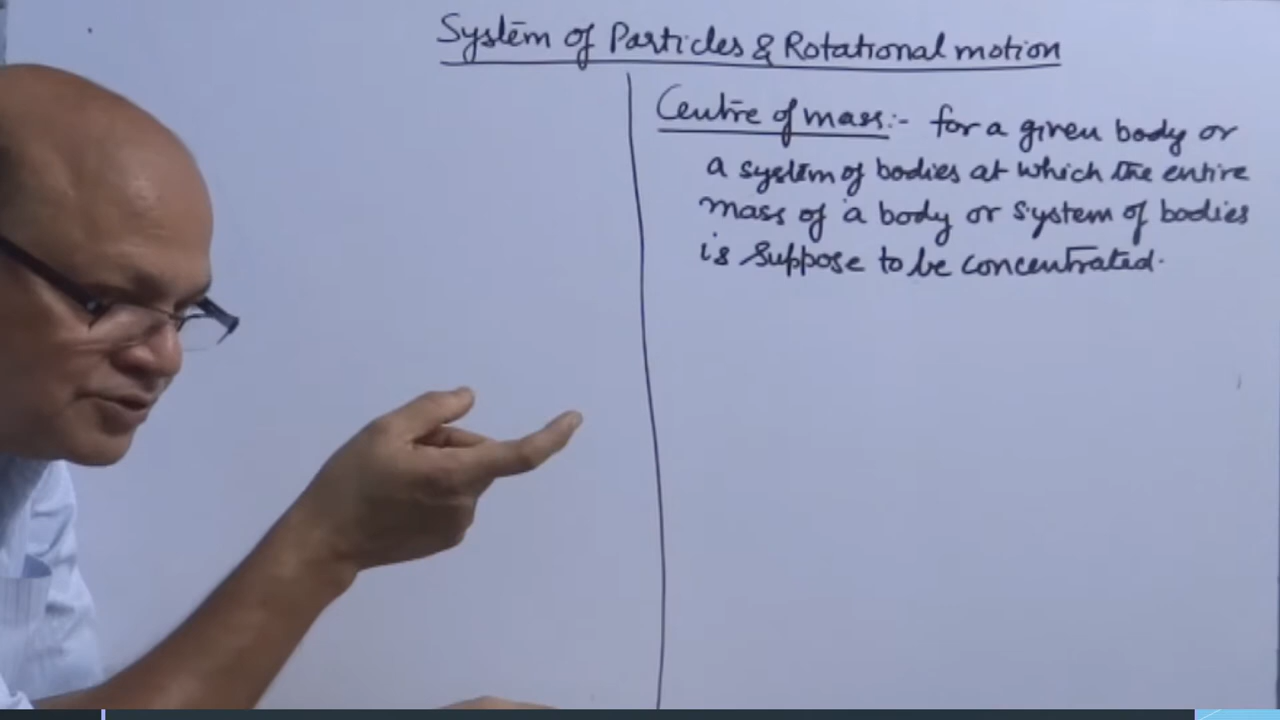 System of Particles & Rotational motion
Centre of mass:- for a given body or
a system of bodies at which the entire
mass of a body or system of bodies
is suppose to be concentrated.